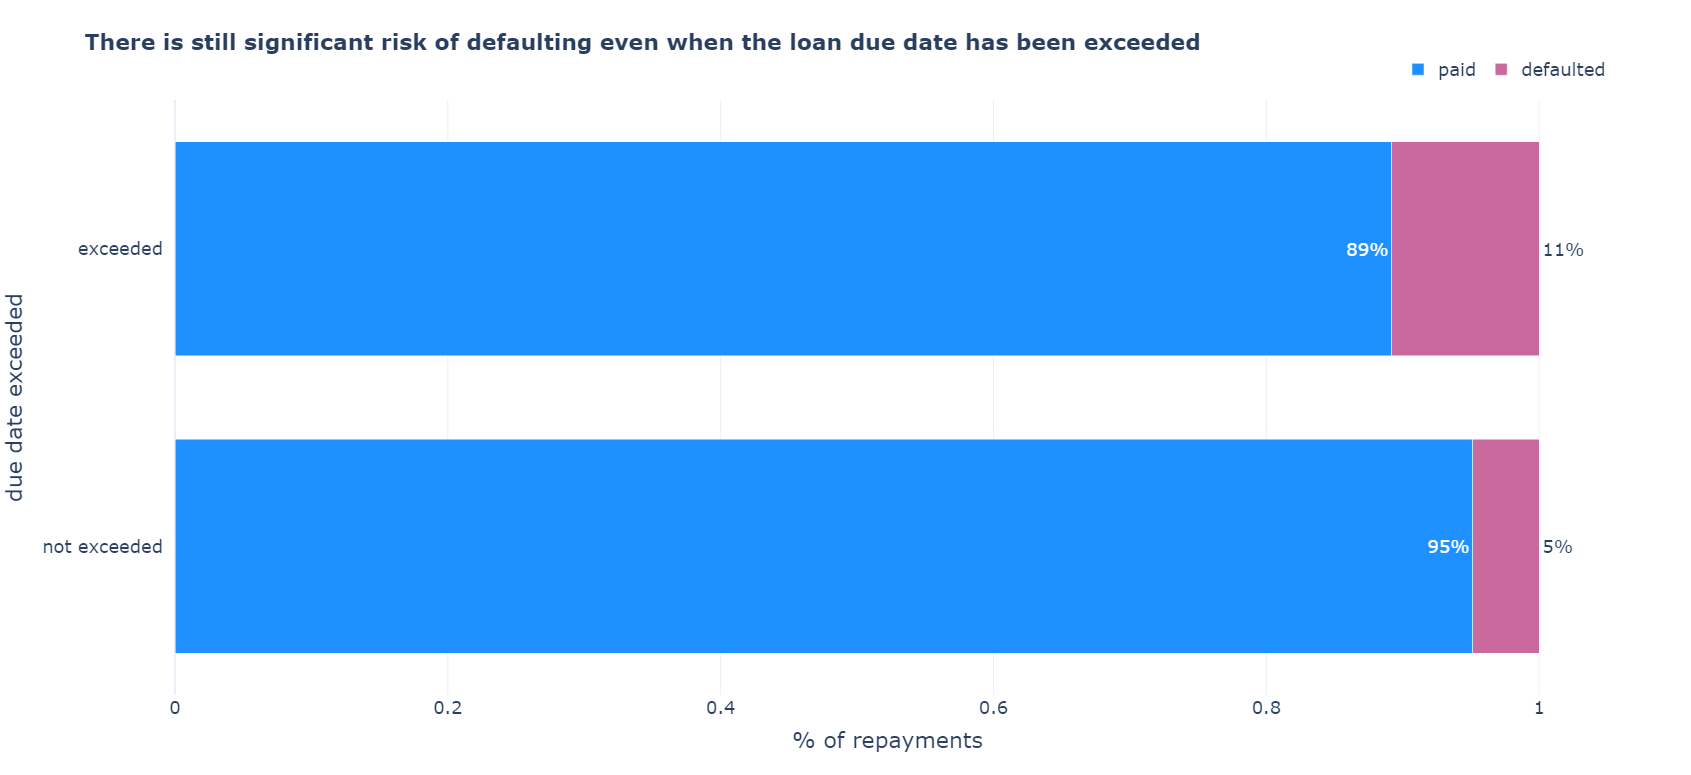 There is still significant risk of defaulting even when the loan due date has been exceeded
paid
defaulted
due date exceeded
exceeded
89%
11%
not exceeded
95%
5%
0
0.2
0.4
0.6
0.8
1
% of repayments